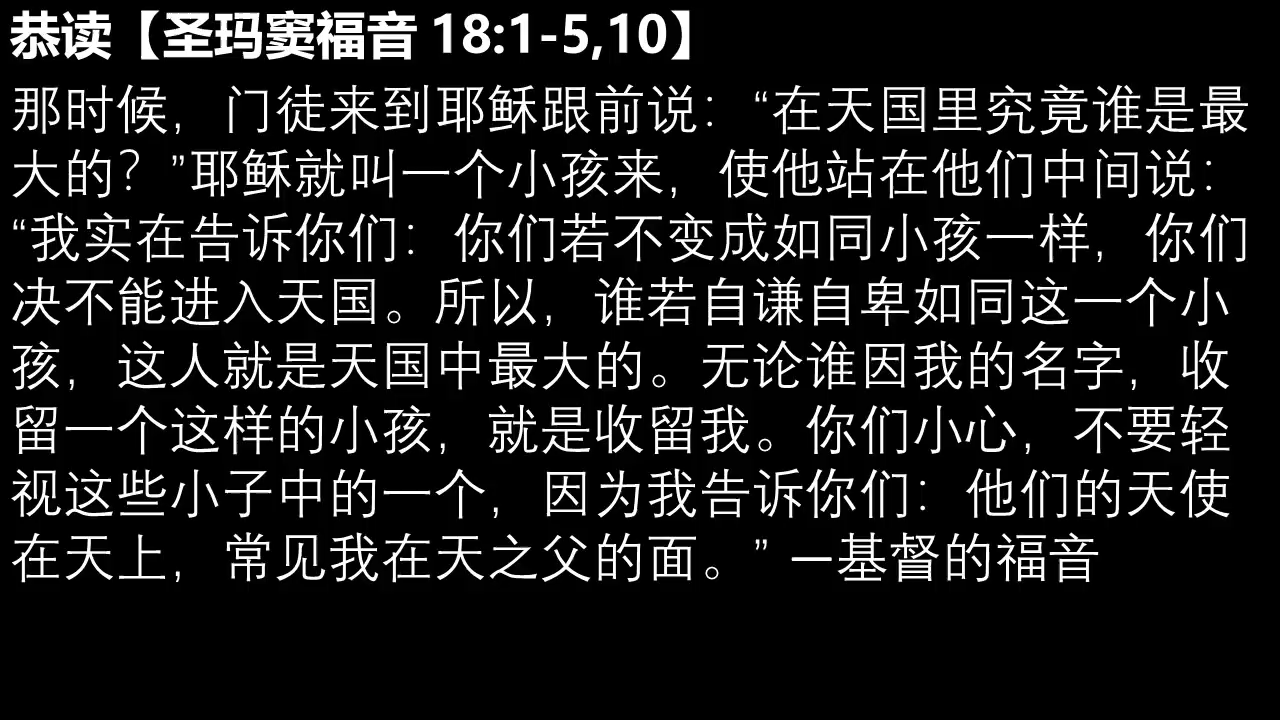 恭读【圣玛窦福音 18:1-5,10】
那时候，门徒来到耶稣跟前说：“在天国里究竟谁是最
大的？”耶稣就叫一个小孩来，使他站在他们中间说：
“我实在告诉你们：你们若不变成如同小孩一样，你们
决不能进入天国。所以，谁若自谦自卑如同这一个小
孩，这人就是天国中最大的。无论谁因我的名字，收
留一个这样的小孩，就是收留我。你们小心，不要轻
视这些小子中的一个，因为我告诉你们：他们的天使
在天上，常见我在天之父的面。” —基督的福音